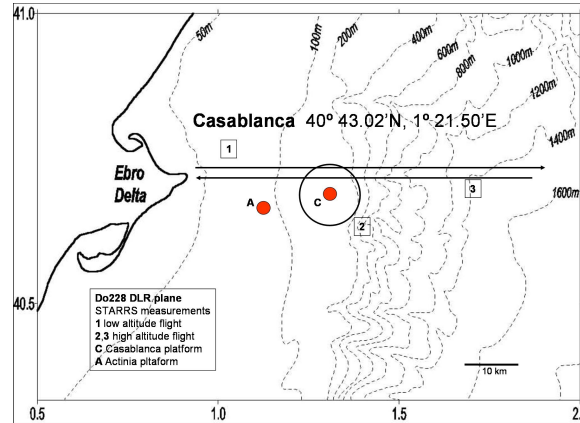 41.0
50m
100m
200m
400m
600m
800m
1000m
1200m
1400m
1600m
Casablanca 40º 43.02'N, 1º 21.50'E
1
Ebro
Delta
3
A
C
2
40.5
Do228 DLR plane
STARRS measurements
1 low altitude flight
2,3 high altitude flight
C Casablanca platform
A Actinia pltaform
10 km
0.5
1.0
1.5
2.